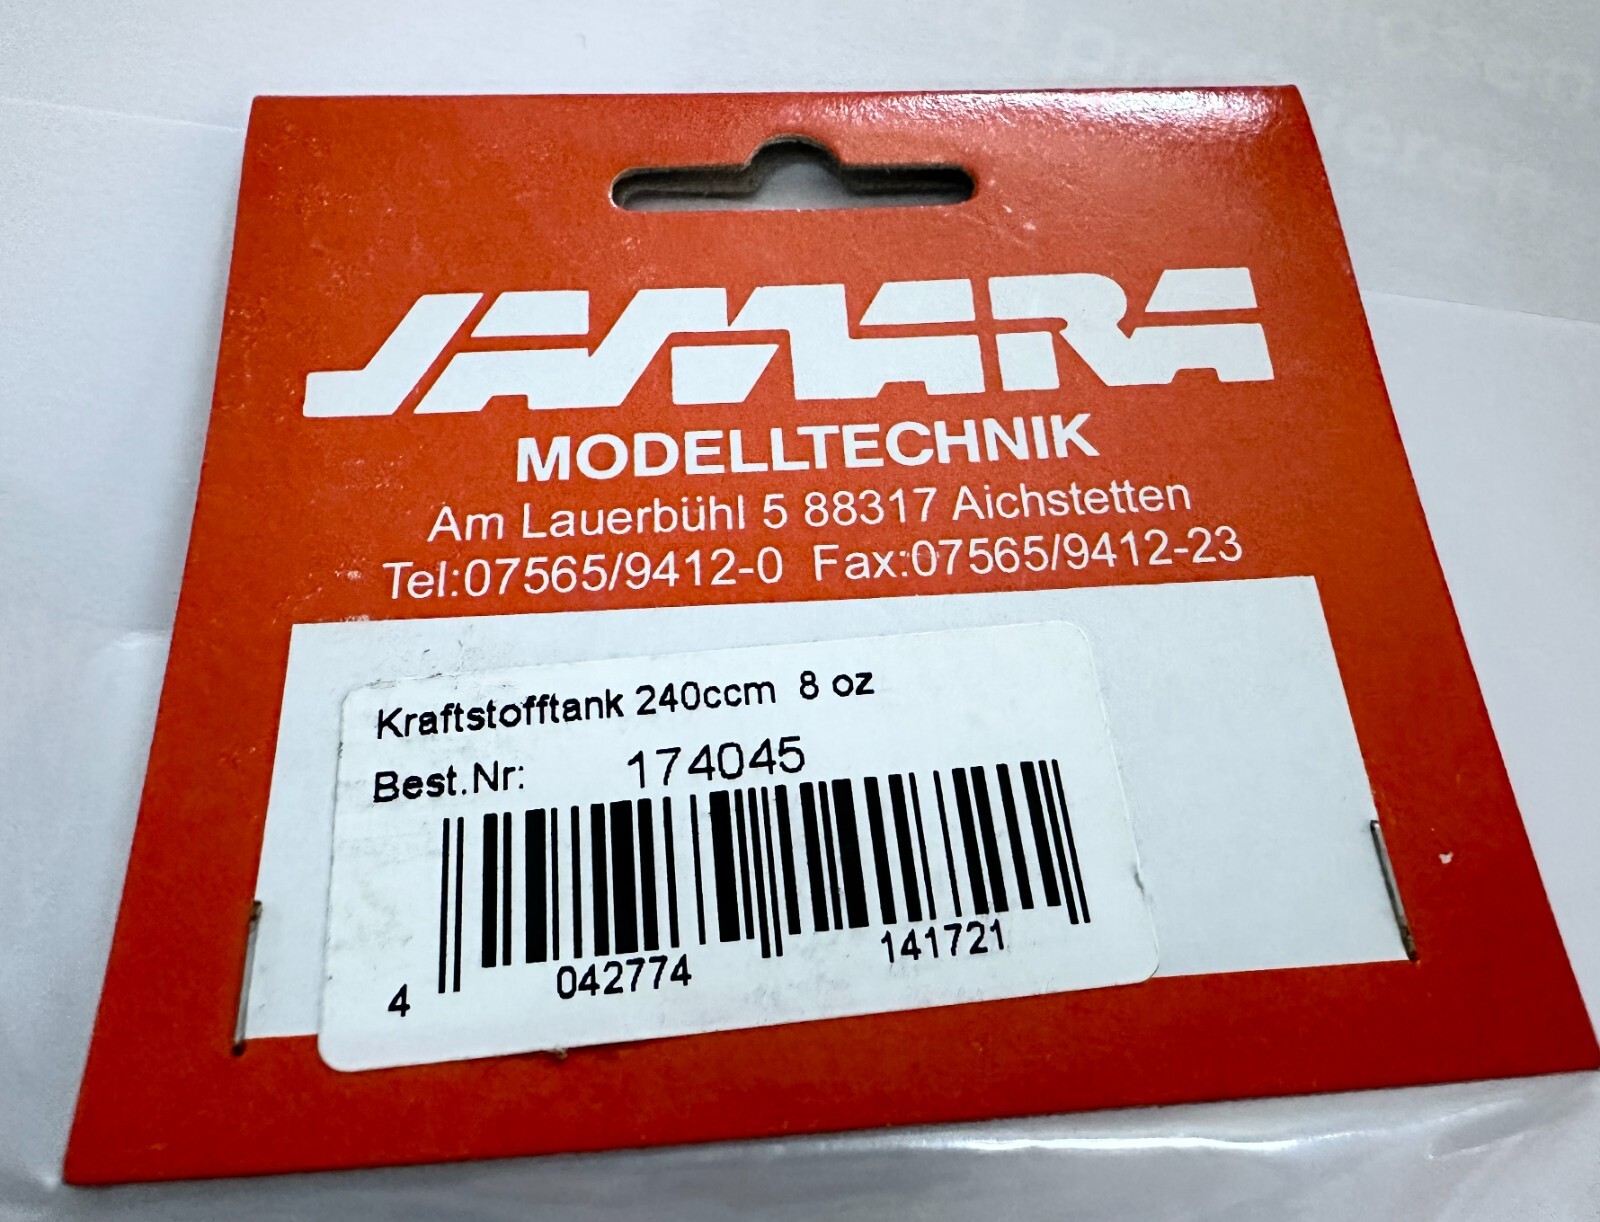 JAMARA
MODELLTECHNIK
Am Lauerbühl 5 88317 Aichstetten
Tel:07565/9412-0 Fax:07565/9412-23
Kraftstofftank 240ccm 8 oz
Best.Nr: 174045
4 042774 141721